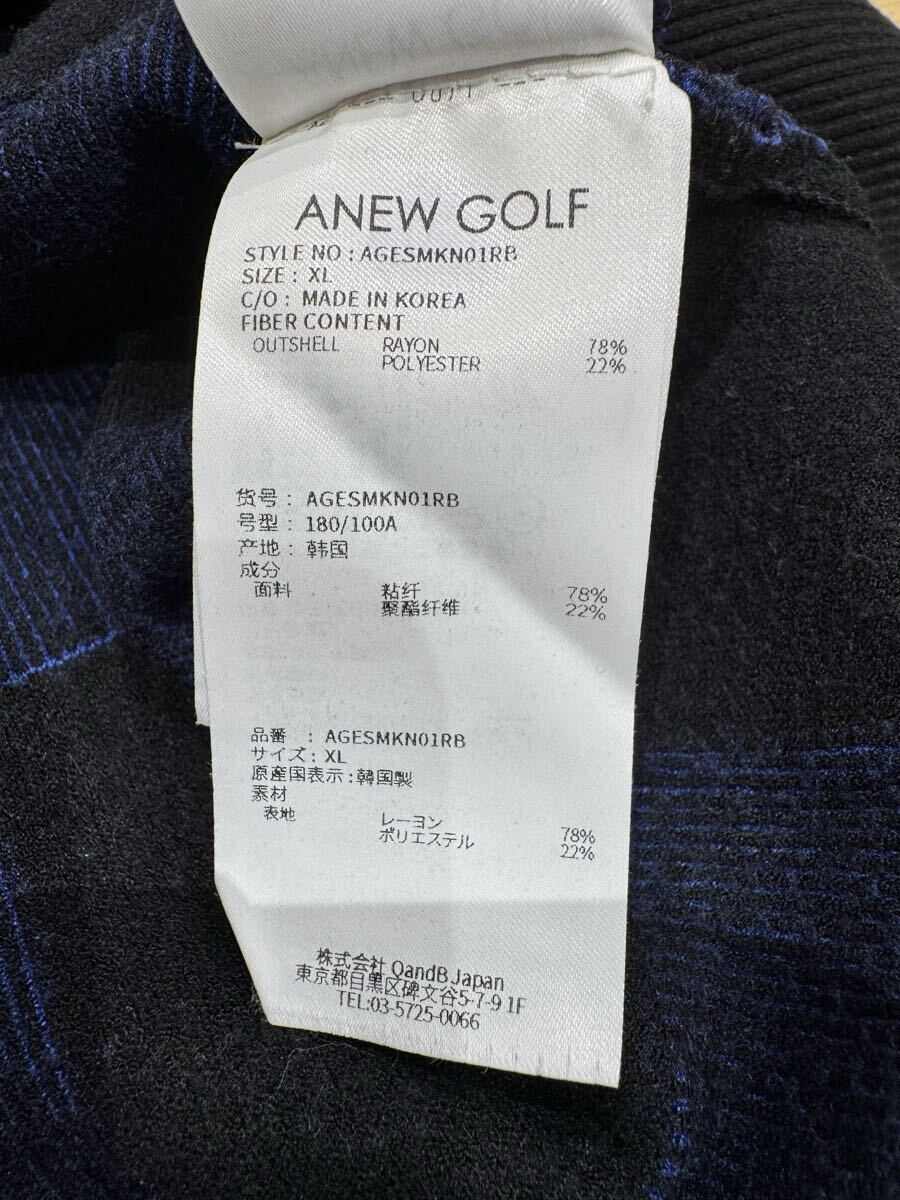 ANEW GOLF
STYLE NO : AGESMKN01RB
SIZE : XL
C/O : MADE IN KOREA
FIBER CONTENT
OUTSHELL RAYON 78%
POLYESTER 22%
货号 : AGESMKN01RB
号型 : 180/100A
产地 : 韩国
成分
面料 粘纤 78%
聚酯纤维 22%
品番 : AGESMKN01RB
サイズ : XL
原産国表示 : 韓国製
素材
表地 レーヨン 78%
ポリエステル 22%
株式会社 QandB Japan
東京都目黒区碑文谷5-7-9 1F
TEL:03-5725-0066